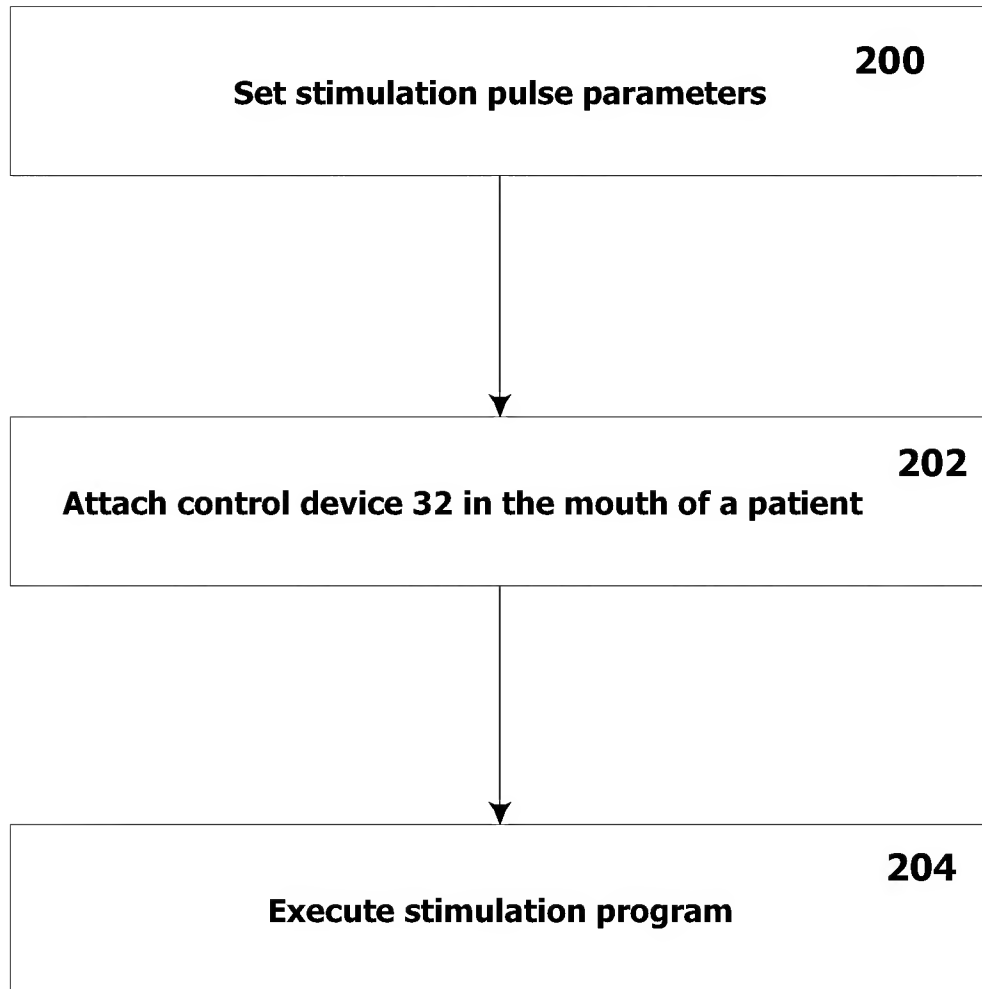 200
Set stimulation pulse parameters
202
Attach control device 32 in the mouth of a patient
204
Execute stimulation program